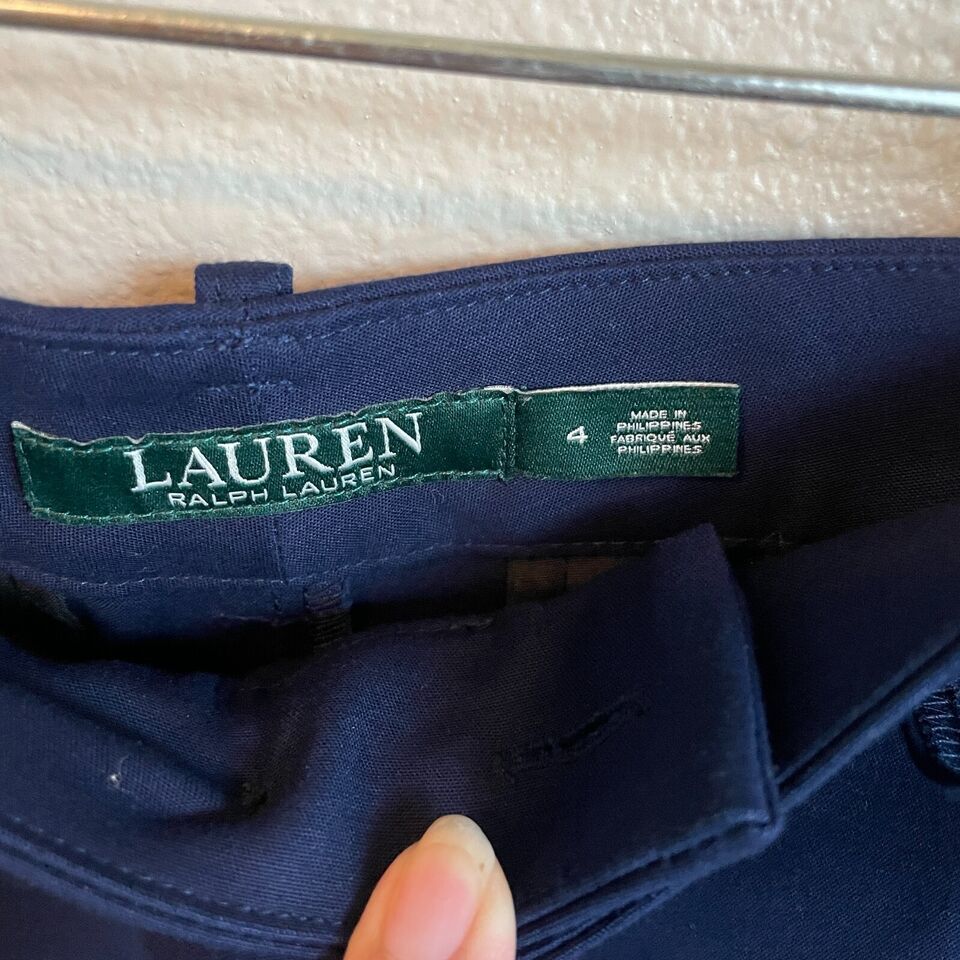 LAUREN
RALPH LAUREN
4
MADE IN
PHILIPPINES
FABRIQUÉ AUX
PHILIPPINES